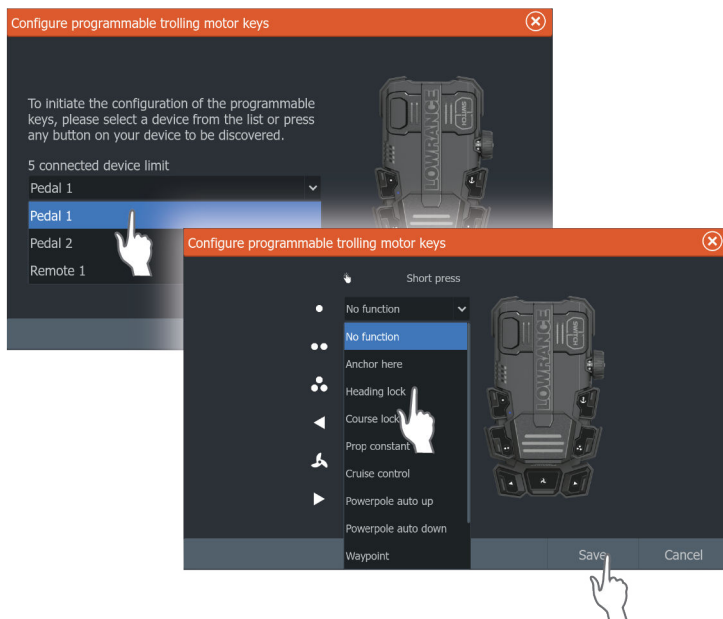 Configure programmable trolling motor keys
To initiate the configuration of the programmable
keys, please select a device from the list or press
any button on your device to be discovered.
5 connected device limit
Pedal 1
Pedal 1
Pedal 2
Remote 1
LOWRANCE
SWITCH
Configure programmable trolling motor keys
Short press
No function
No function
Anchor here
Heading lock
Course lock
Prop constant
Cruise control
Powerpole auto up
Powerpole auto down
Waypoint
LOWRANCE
SWITCH
Save
Cancel